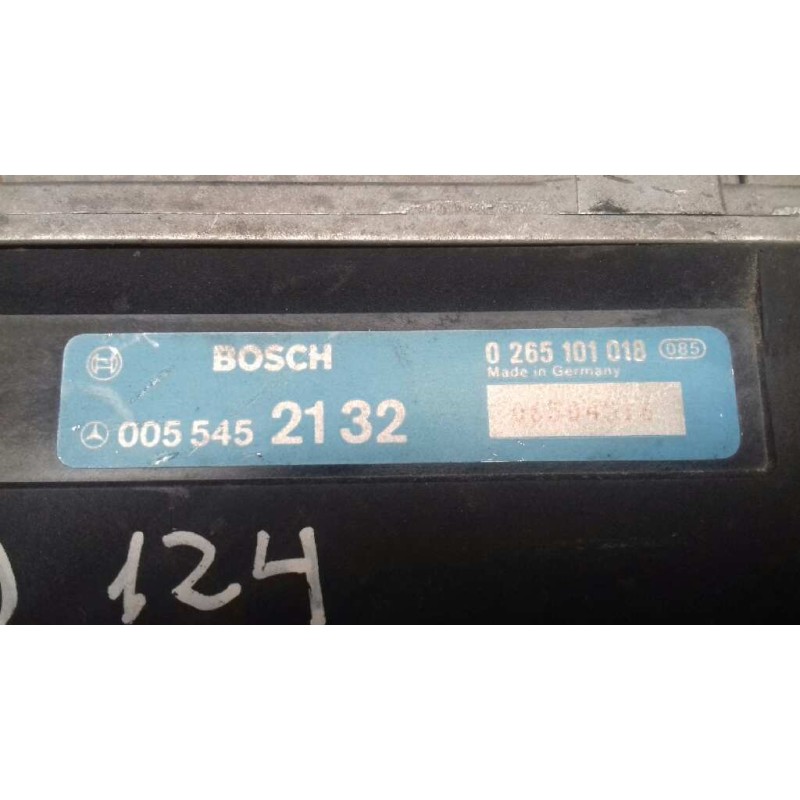 BOSCH 0 265 101 018 085
Made in Germany
005 545 21 32
124